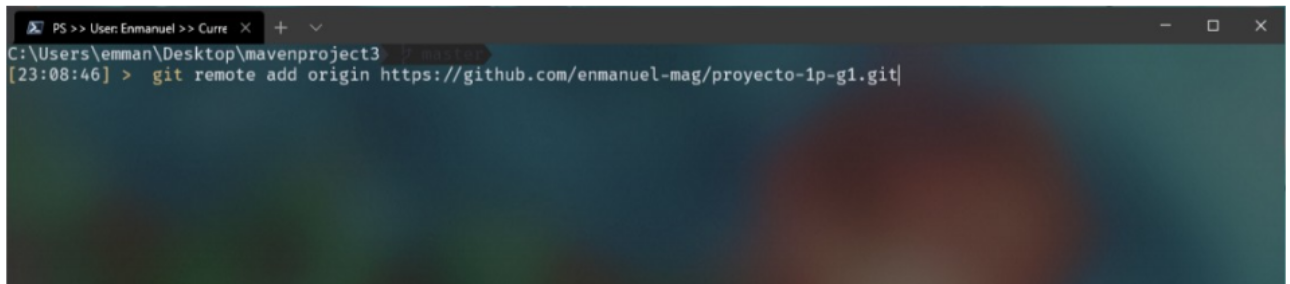 PS >> User: Enmanuel >> Curre
C:\Users\emman\Desktop\mavenproject3 master
[23:08:46] > git remote add origin https://github.com/enmanuel-mag/proyecto-1p-g1.git